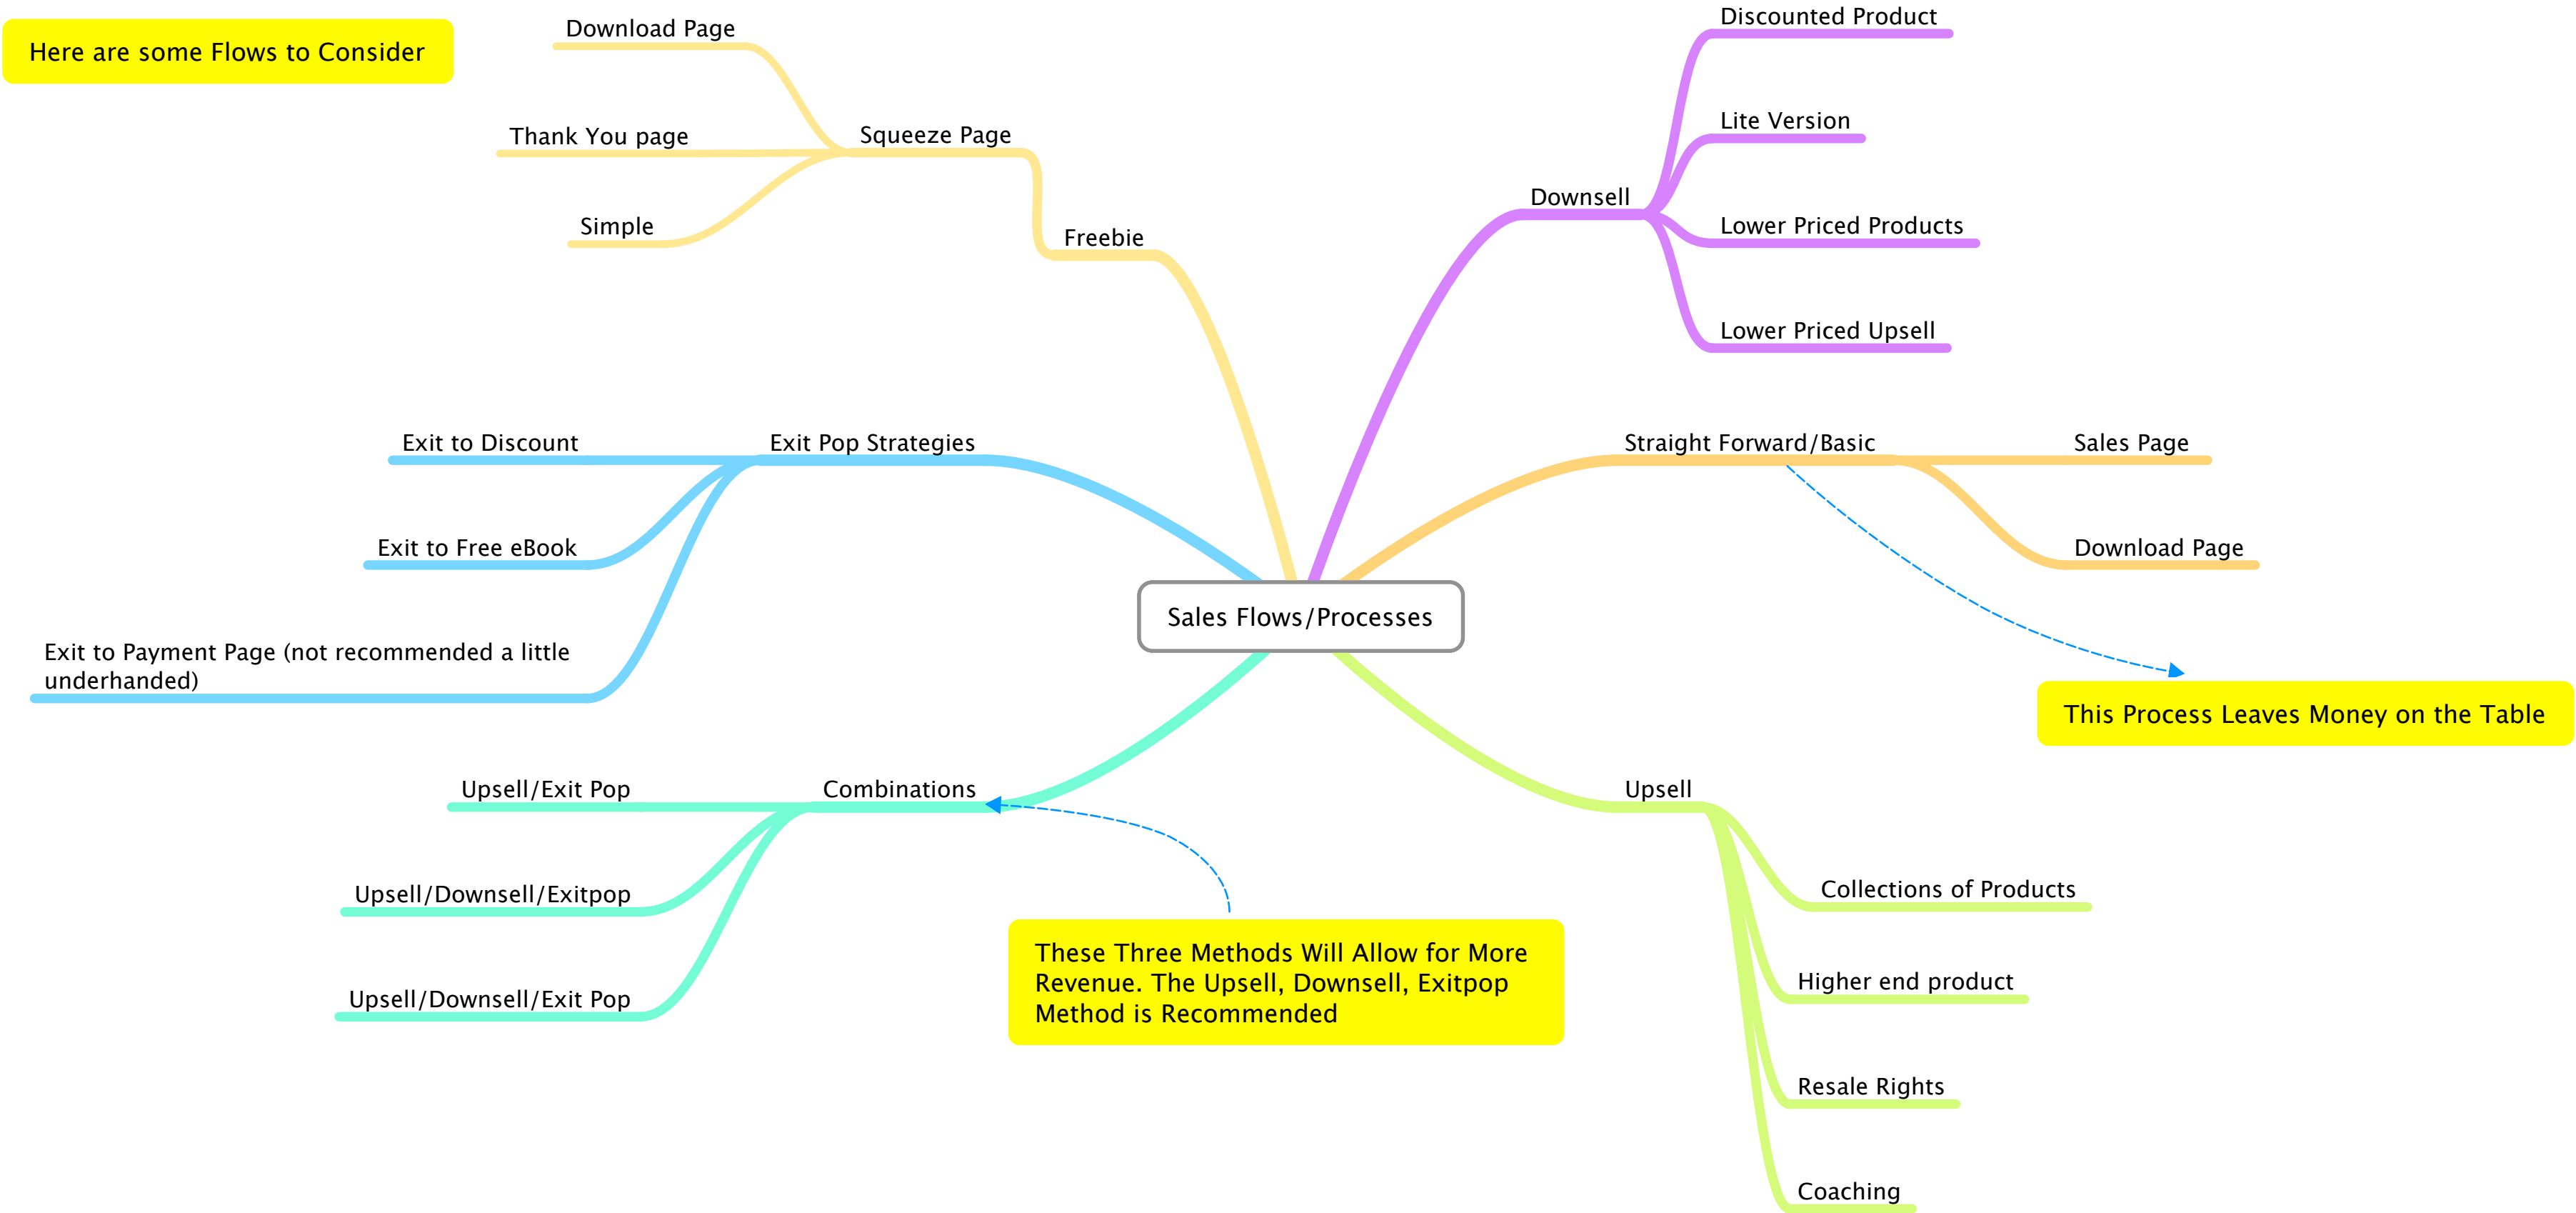 Here are some Flows to Consider
Download Page
Thank You page
Simple
Squeeze Page
Freebie
Discounted Product
Lite Version
Lower Priced Products
Lower Priced Upsell
Downsell
Exit to Discount
Exit to Free eBook
Exit to Payment Page (not recommended a little
underhanded)
Exit Pop Strategies
Straight Forward/Basic
Sales Page
Download Page
This Process Leaves Money on the Table
Sales Flows/Processes
Upsell/Exit Pop
Upsell/Downsell/Exitpop
Upsell/Downsell/Exit Pop
Combinations
These Three Methods Will Allow for More
Revenue. The Upsell, Downsell, Exitpop
Method is Recommended
Upsell
Collections of Products
Higher end product
Resale Rights
Coaching